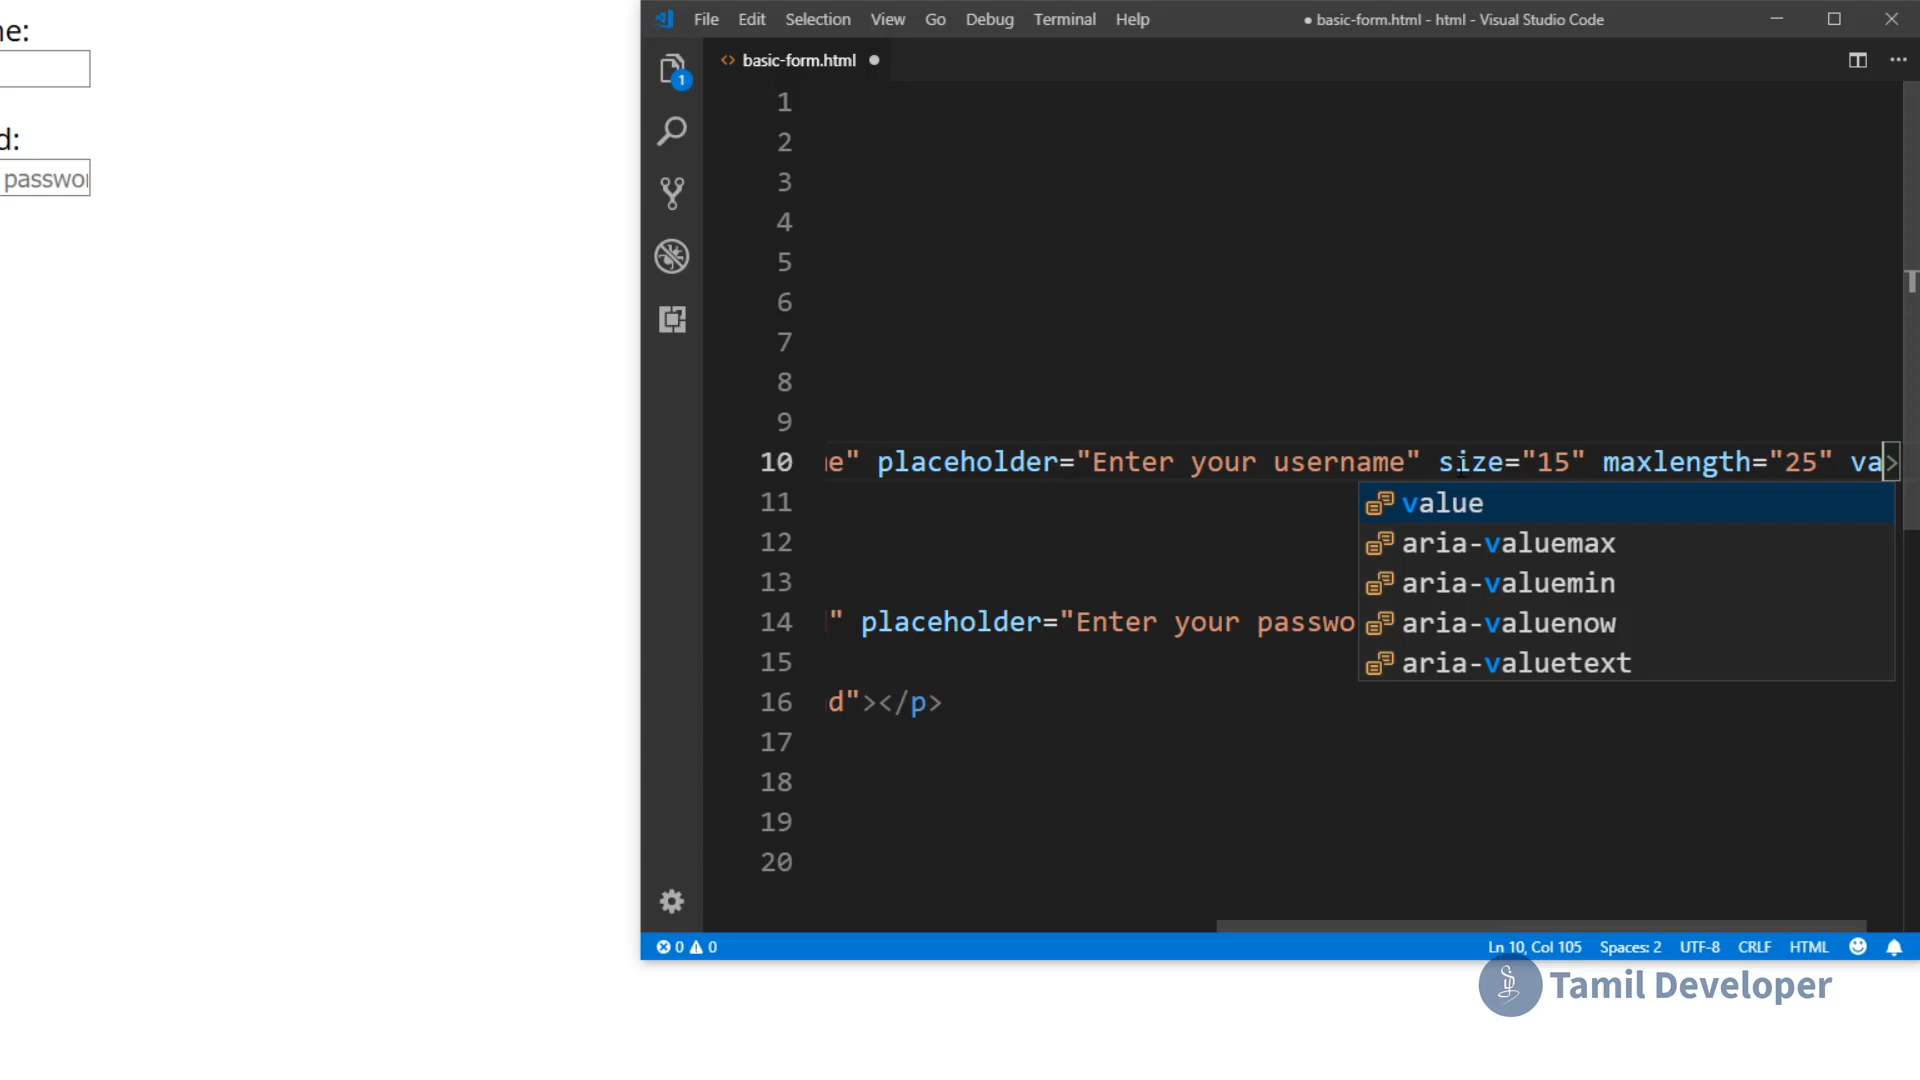 e:
d:
passwo
File Edit Selection View Go Debug Terminal Help
● basic-form.html - html - Visual Studio Code
1
<> basic-form.html ●
1
2
3
4
5
6
7
8
9
10 e" placeholder="Enter your username" size="15" maxlength="25" va>
11
12
13
14 " placeholder="Enter your passwo
15
16 d"></p>
17
18
19
20
value
aria-valuemax
aria-valuemin
aria-valuenow
aria-valuetext
0 0
Ln 10, Col 105 Spaces: 2 UTF-8 CRLF HTML
Tamil Developer